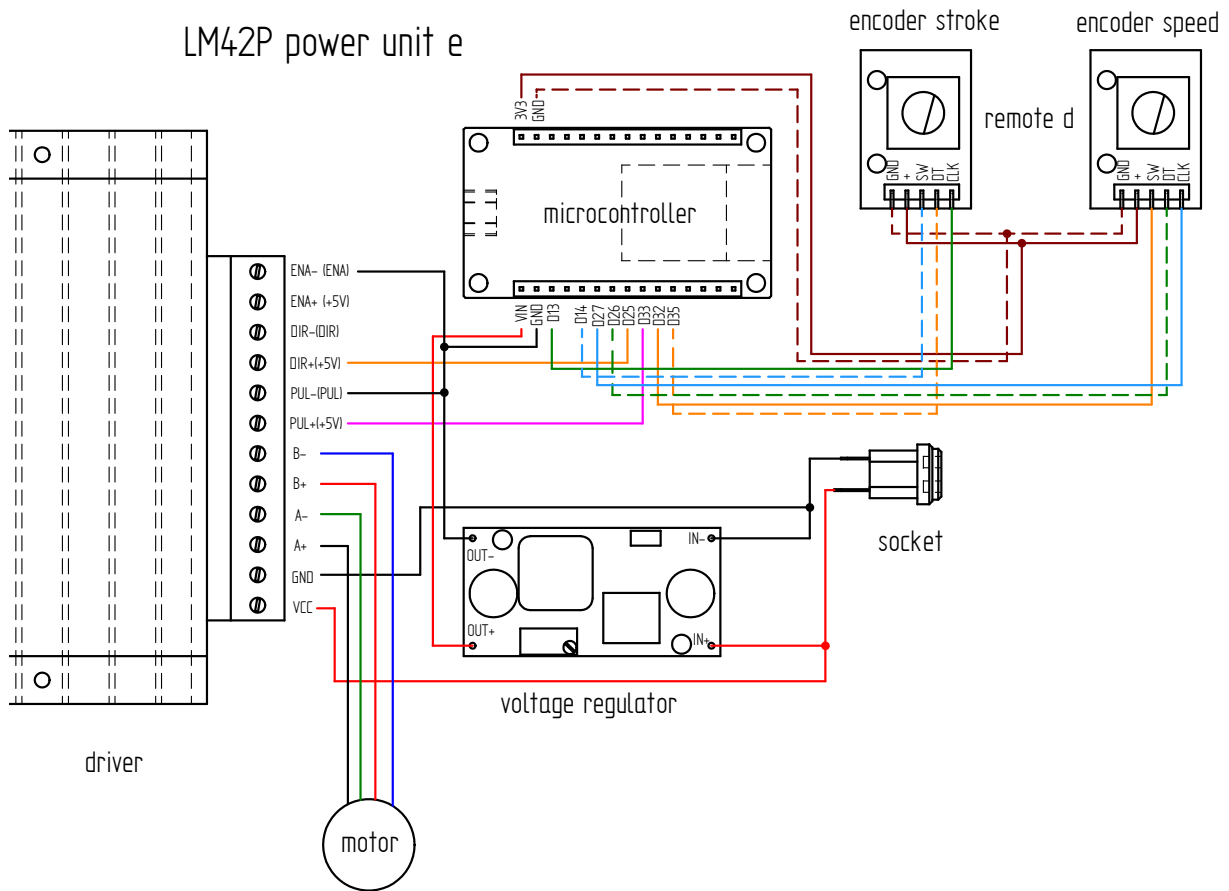 LM42P power unit e
encoder stroke
encoder speed
remote d
GND
+
SW
DT
CLK
GND
+
SW
DT
CLK
3V3
GND
microcontroller
VIN
GND
D13
D14
D27
D26
D25
D33
D32
D35
ENA- (ENA)
ENA+ (+5V)
DIR-(DIR)
DIR+(+5V)
PUL-(PUL)
PUL+(+5V)
B-
B+
A-
A+
GND
VCC
OUT-
IN-
OUT+
IN+
voltage regulator
socket
driver
motor